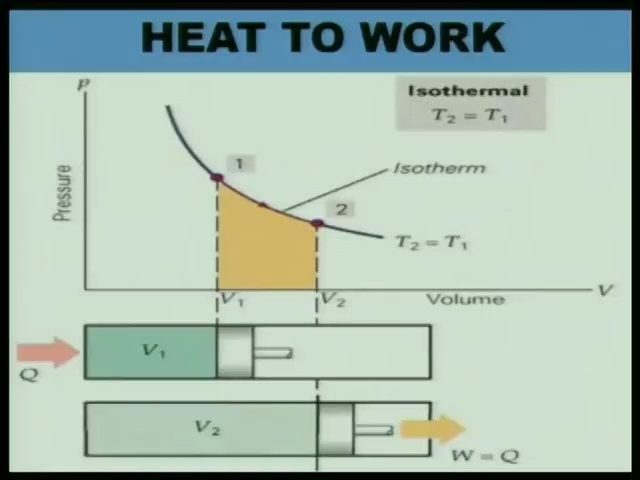 HEAT TO WORK
p
Isothermal
T₂ = T₁
1
Isotherm
Pressure
2
T₂ = T₁
V₁
V₂
Volume
V
V₁
Q
V₂
W = Q